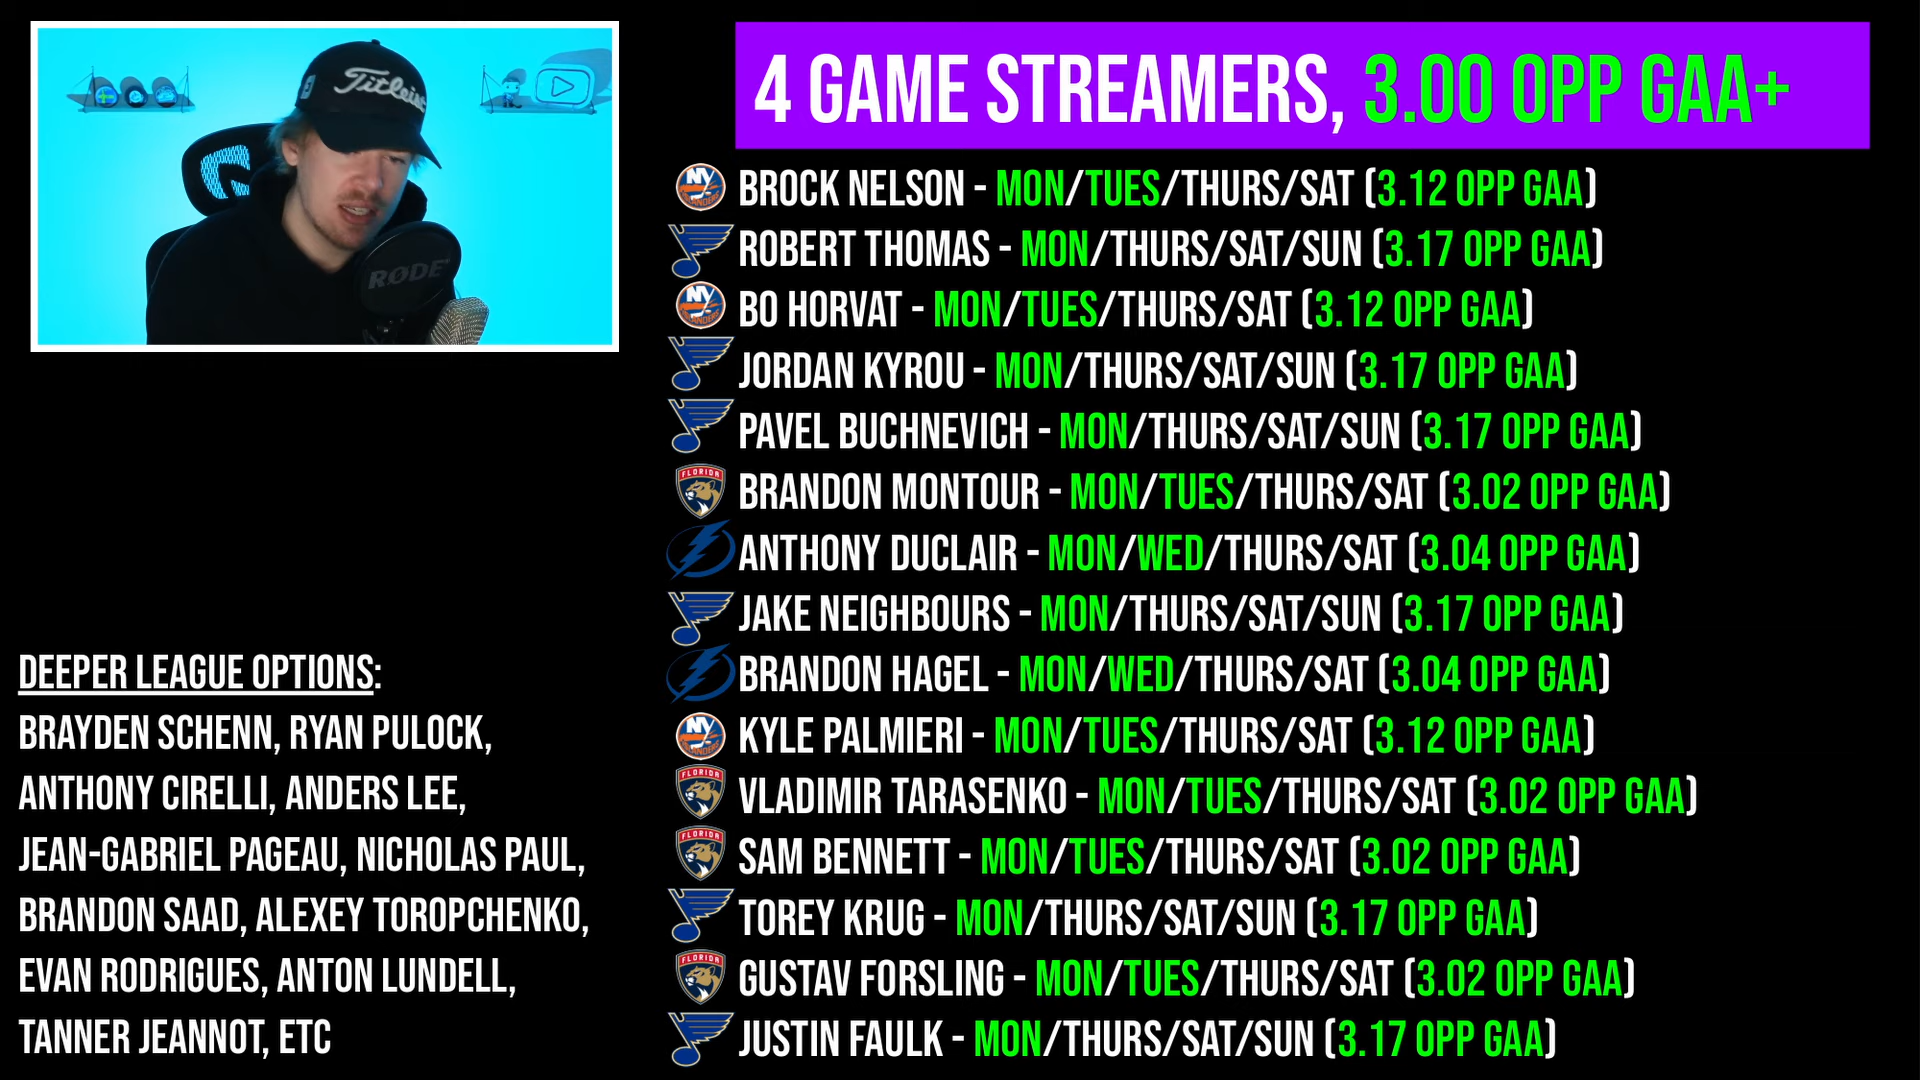 Titleist
RØDE
4 GAME STREAMERS, 3.00 OPP GAA+
BROCK NELSON - MON/TUES/THURS/SAT (3.12 OPP GAA)
ROBERT THOMAS - MON/THURS/SAT/SUN (3.17 OPP GAA)
BO HORVAT - MON/TUES/THURS/SAT (3.12 OPP GAA)
JORDAN KYROU - MON/THURS/SAT/SUN (3.17 OPP GAA)
PAVEL BUCHNEVICH - MON/THURS/SAT/SUN (3.17 OPP GAA)
BRANDON MONTOUR - MON/TUES/THURS/SAT (3.02 OPP GAA)
ANTHONY DUCLAIR - MON/WED/THURS/SAT (3.04 OPP GAA)
JAKE NEIGHBOURS - MON/THURS/SAT/SUN (3.17 OPP GAA)
BRANDON HAGEL - MON/WED/THURS/SAT (3.04 OPP GAA)
KYLE PALMIERI - MON/TUES/THURS/SAT (3.12 OPP GAA)
VLADIMIR TARASENKO - MON/TUES/THURS/SAT (3.02 OPP GAA)
SAM BENNETT - MON/TUES/THURS/SAT (3.02 OPP GAA)
TOREY KRUG - MON/THURS/SAT/SUN (3.17 OPP GAA)
GUSTAV FORSLING - MON/TUES/THURS/SAT (3.02 OPP GAA)
JUSTIN FAULK - MON/THURS/SAT/SUN (3.17 OPP GAA)
DEEPER LEAGUE OPTIONS:
BRAYDEN SCHENN, RYAN PULOCK,
ANTHONY CIRELLI, ANDERS LEE,
JEAN-GABRIEL PAGEAU, NICHOLAS PAUL,
BRANDON SAAD, ALEXEY TOROPCHENKO,
EVAN RODRIGUES, ANTON LUNDELL,
TANNER JEANNOT, ETC